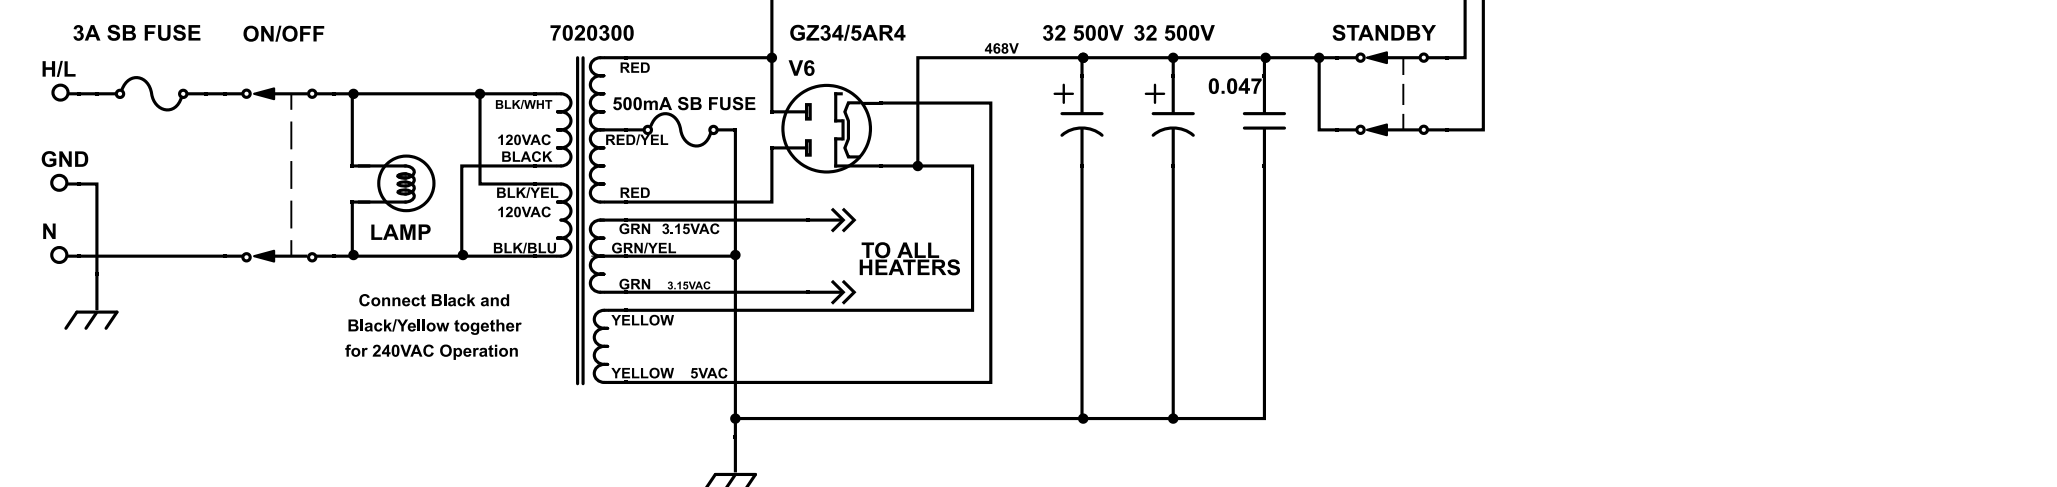 3A SB FUSE
ON/OFF
7020300
GZ34/5AR4
32 500V
32 500V
STANDBY
468V
H/L
RED
V6
0.047
BLK/WHT
500mA SB FUSE
120VAC
RED/YEL
BLACK
GND
BLK/YEL
RED
120VAC
N
LAMP
GRN 3.15VAC
BLK/BLU
GRN/YEL
TO ALL
HEATERS
GRN 3.15VAC
Connect Black and
Black/Yellow together
for 240VAC Operation
YELLOW
YELLOW 5VAC